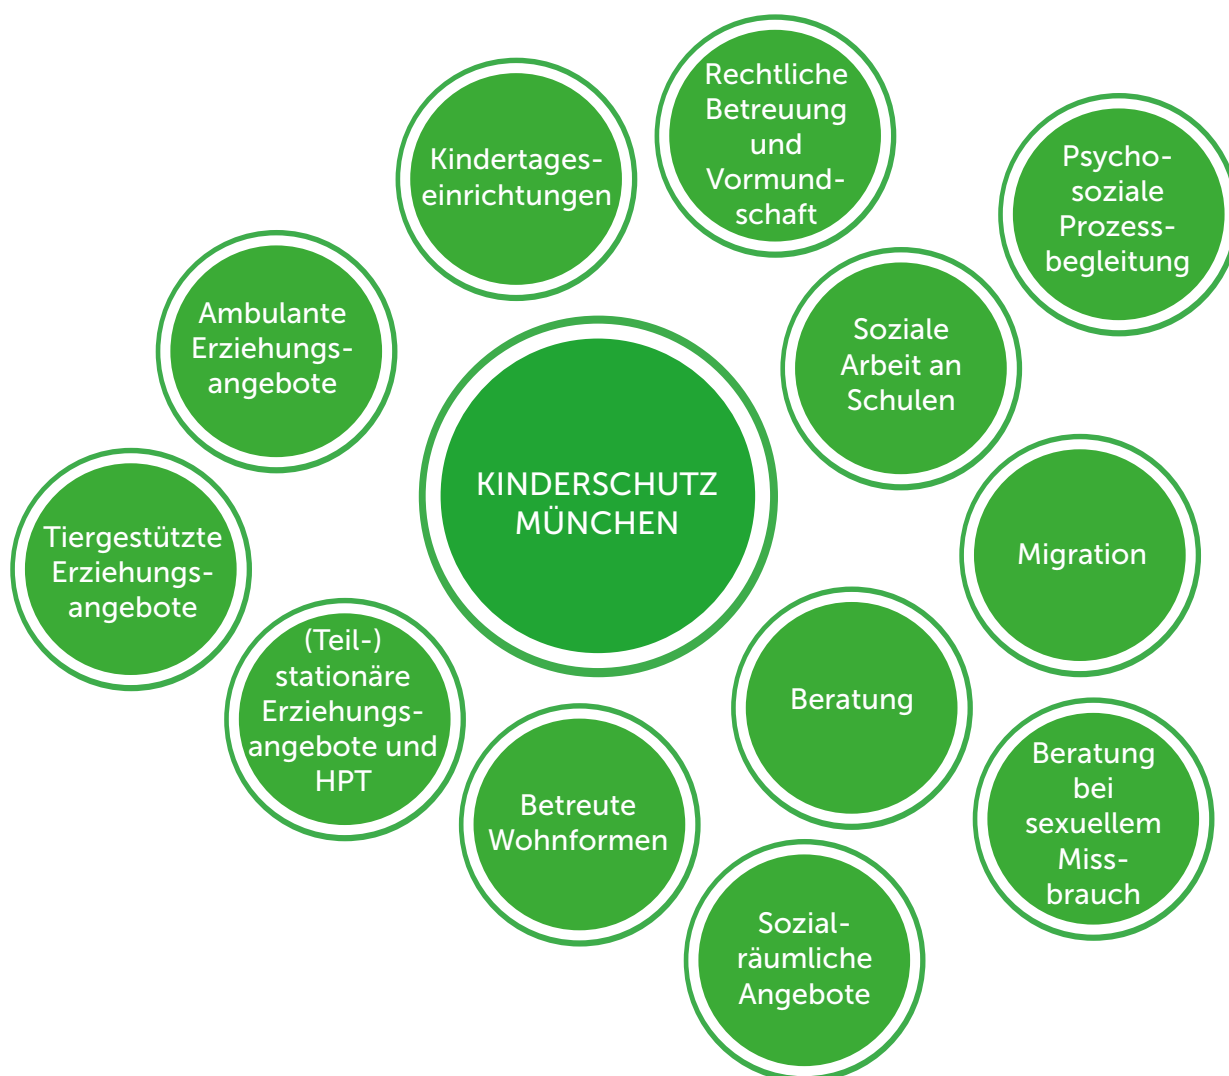 Rechtliche
Betreuung
und
Vormund-
schaft
Kindertages-
einrichtungen
Psycho-
soziale
Prozess-
begleitung
Ambulante
Erziehungs-
angebote
Soziale
Arbeit an
Schulen
KINDERSCHUTZ
MÜNCHEN
Tiergestützte
Erziehungs-
angebote
Migration
(Teil-)
stationäre
Erziehungs-
angebote und
HPT
Beratung
Betreute
Wohnformen
Beratung
bei
sexuellem
Miss-
brauch
Sozial-
räumliche
Angebote